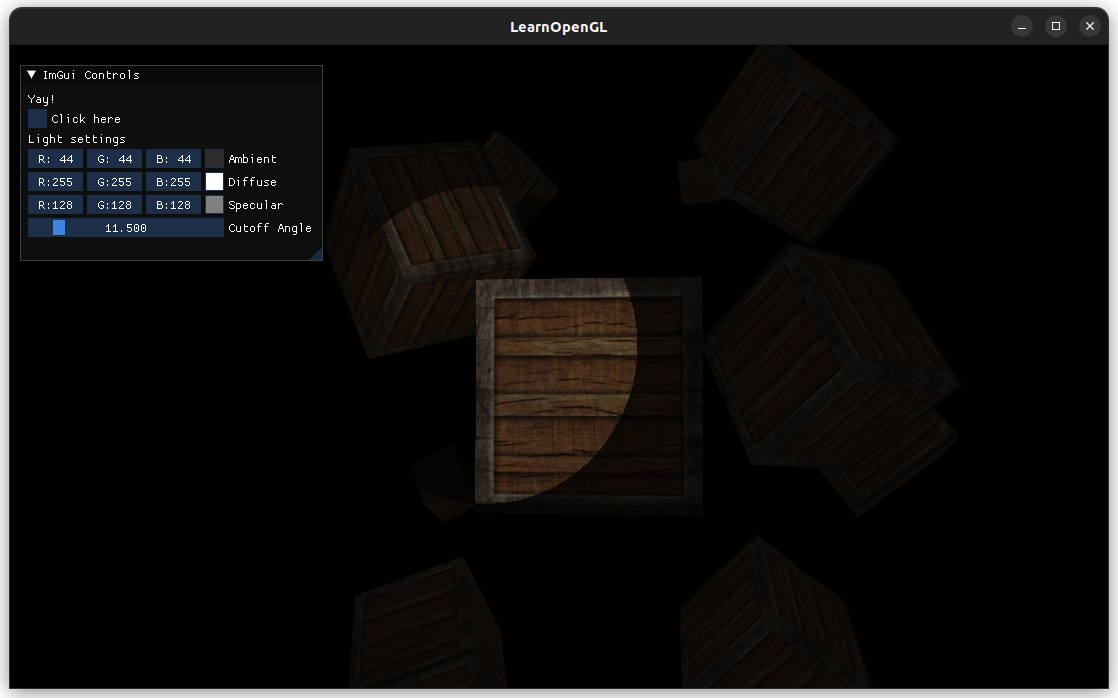 LearnOpenGL
ImGui Controls
Yay!
Click here
Light settings
R: 44 G: 44 B: 44 Ambient
R:255 G:255 B:255 Diffuse
R:128 G:128 B:128 Specular
11.500 Cutoff Angle